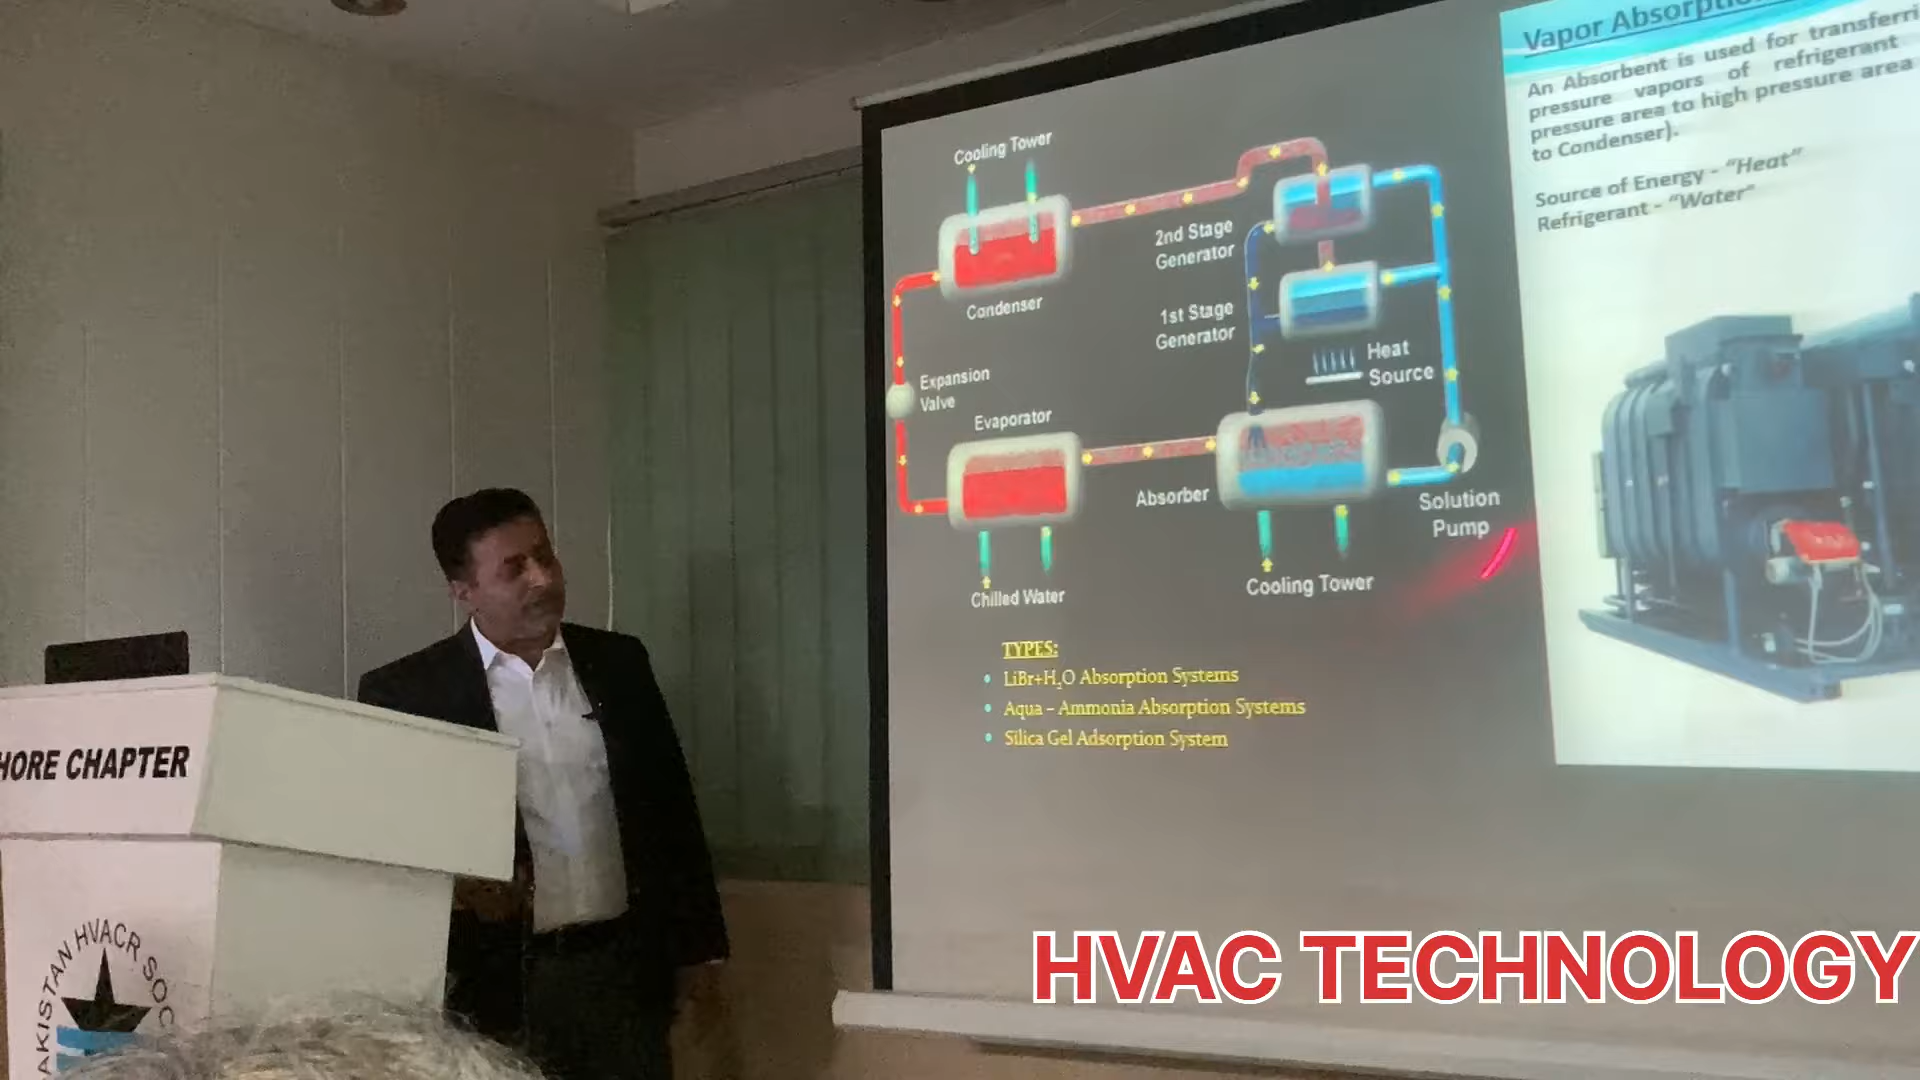 Cooling Tower
2nd Stage
Generator
Condenser
1st Stage
Generator
Heat
Source
Expansion
Valve
Evaporator
Absorber
Solution
Pump
Chilled Water
Cooling Tower
TYPES:
LiBr+H₂O Absorption Systems
Aqua – Ammonia Absorption Systems
Silica Gel Adsorption System
Vapor
An Absorbent is used for
pressure vapors of refrigerant
pressure area to high pressure area
to Condenser).
Source of Energy - “Heat”
Refrigerant - “Water”
CHAPTER
HVACR
HVAC TECHNOLOGY